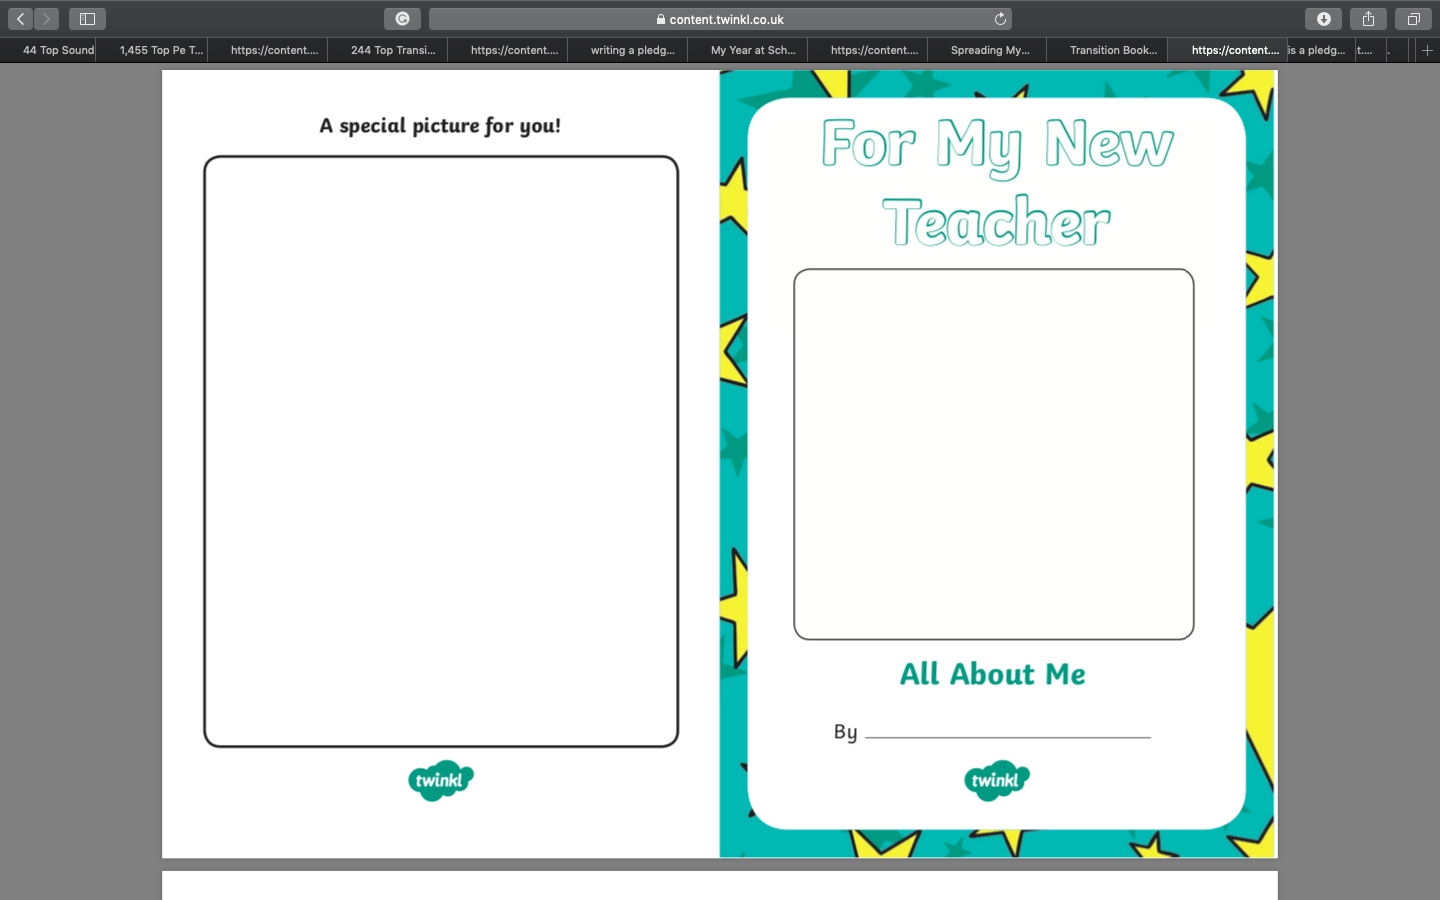 content.twinkl.co.uk
44 Top Sound
1,455 Top Pe T...
https://content....
244 Top Transi...
https://content....
writing a pledg...
My Year at Sch...
https://content....
Spreading My...
Transition Book...
https://content....
is a pledg...
t....
.
A special picture for you!
twinkl
For My New
Teacher
All About Me
By
twinkl